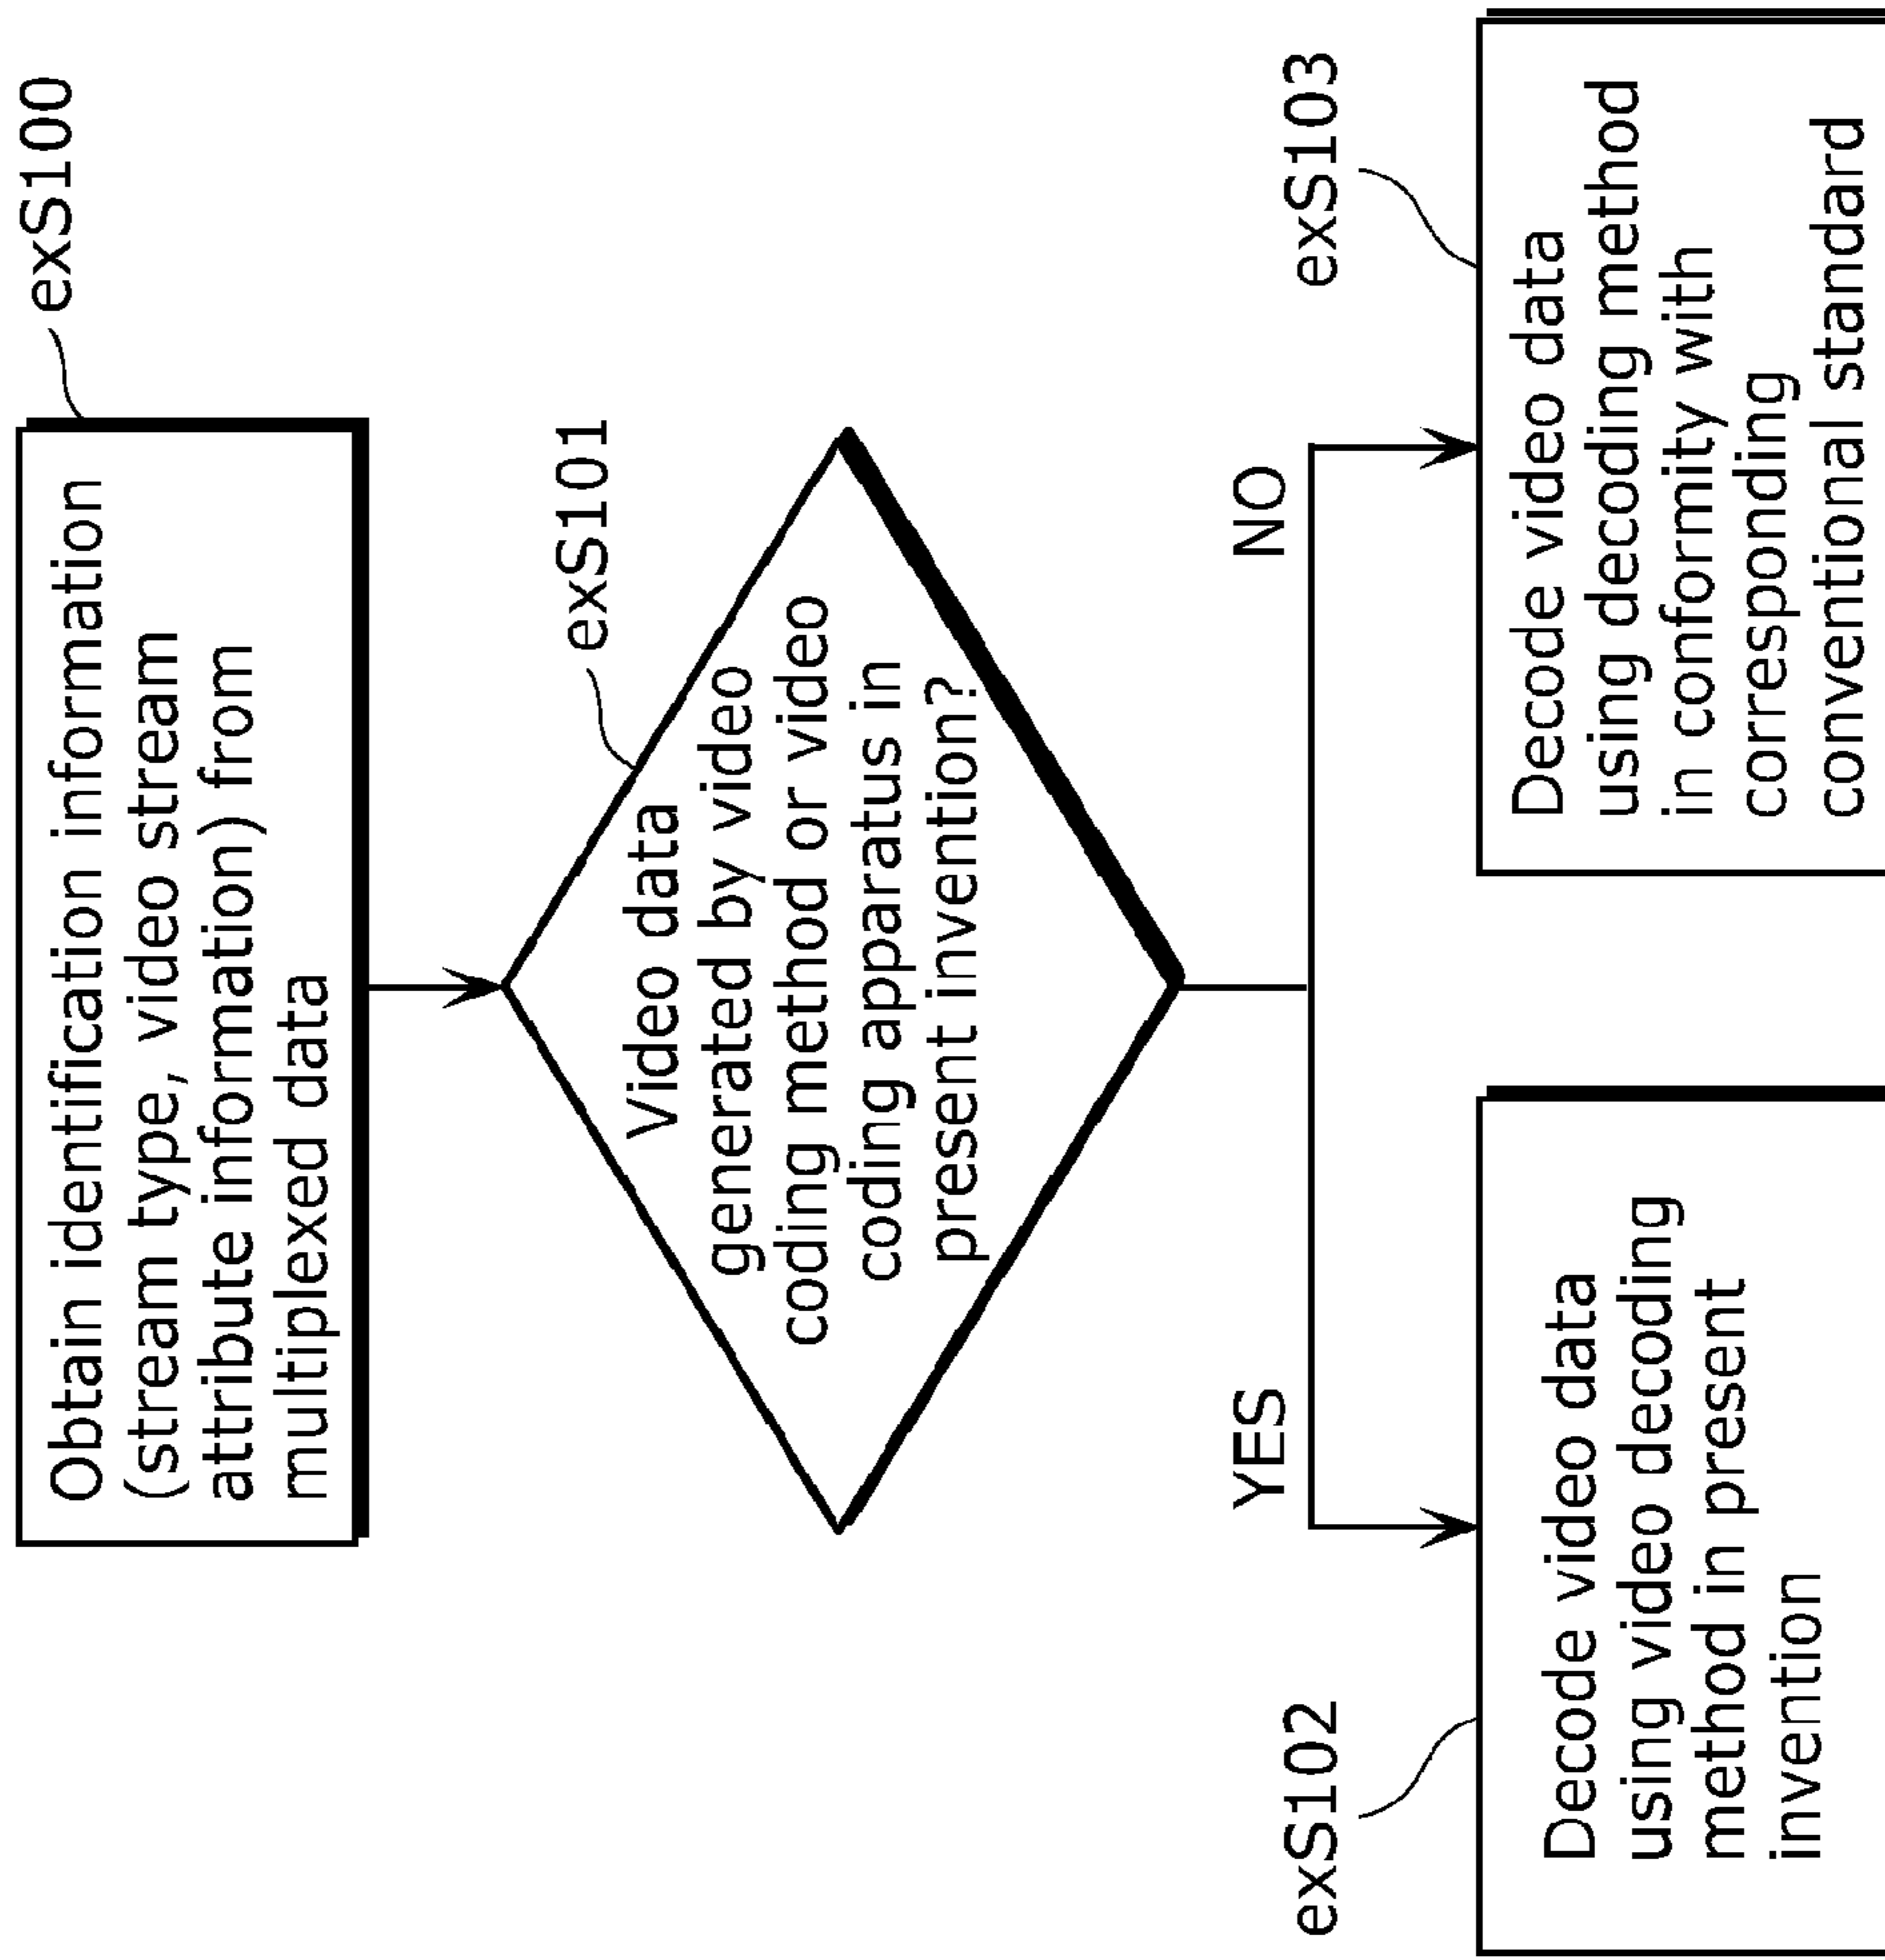 exS100
Obtain identification information
(stream type, video stream
attribute information) from
multiplexed data
exS101
Video data
generated by video
coding method or video
coding apparatus in
present invention?
YES
NO
exS102
Decode video data
using video decoding
method in present
invention
exS103
Decode video data
using decoding method
in conformity with
corresponding
conventional standard